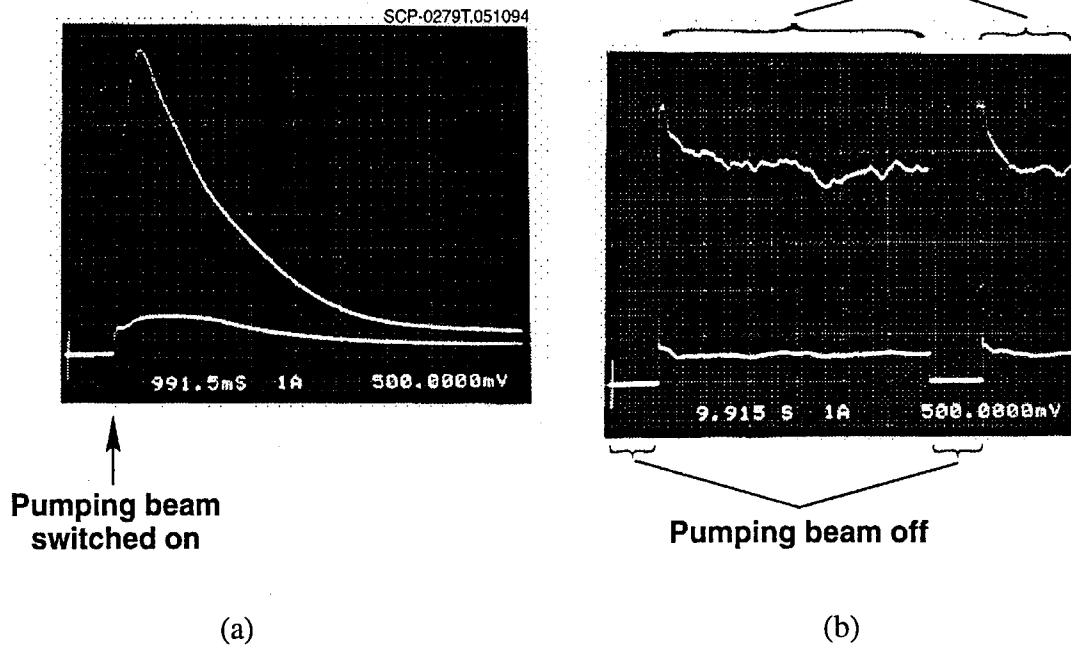 SCP-0279T.051094
991.5mS 1A 500.0000mV
9.915 S 1A 500.0000mV
Pumping beam
switched on
Pumping beam off
(a)
(b)